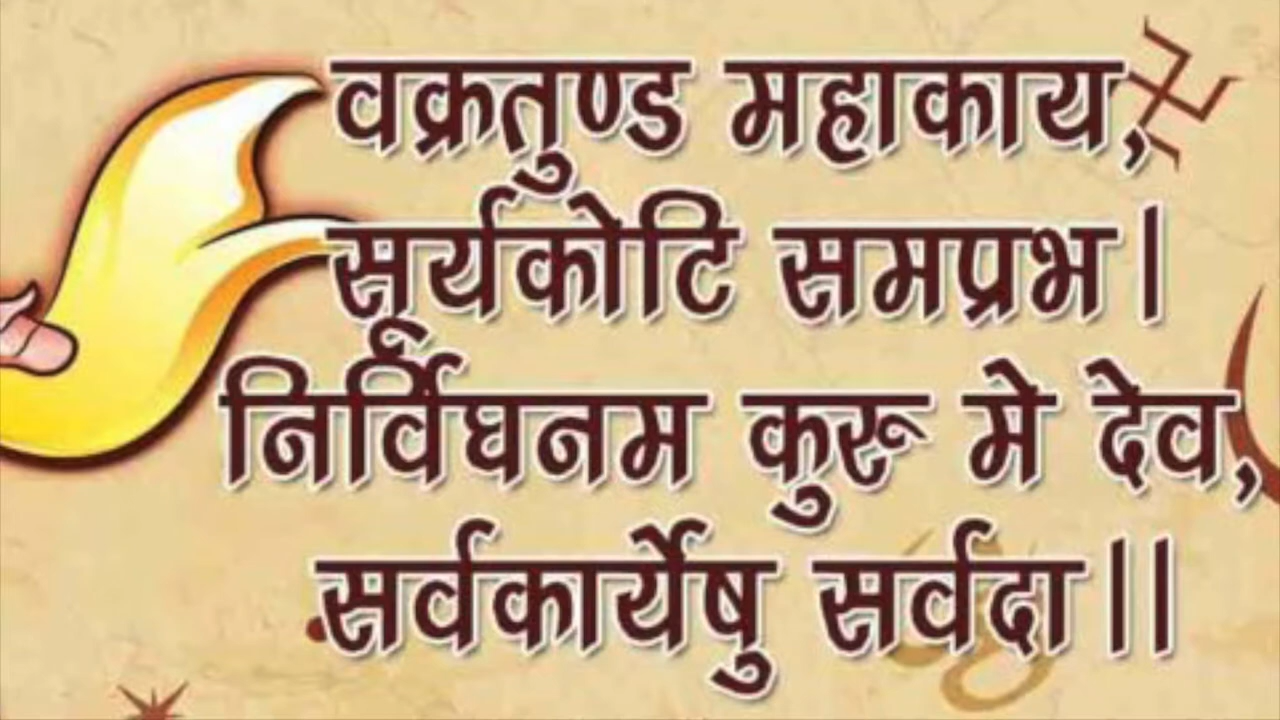 वक्रतुण्ड महाकाय,
सूर्यकोटि समप्रभ।
निर्विघनम कुरू मे देव,
सर्वकार्येषु सर्वदा।।